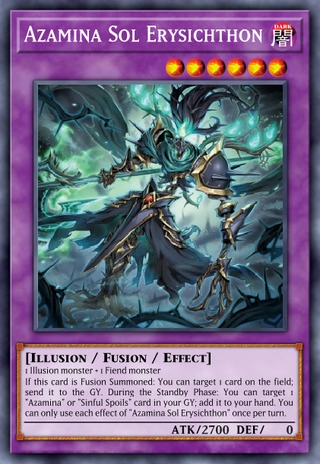 Azamina Sol Erysichthon
DARK
闇
[Illusion / Fusion / Effect]
1 Illusion monster + 1 Fiend monster
If this card is Fusion Summoned: You can target 1 card on the field;
send it to the GY. During the Standby Phase: You can target 1
"Azamina" or "Sinful Spoils" card in your GY; add it to your hand. You
can only use each effect of "Azamina Sol Erysichthon" once per turn.
ATK/2700 DEF/ 0